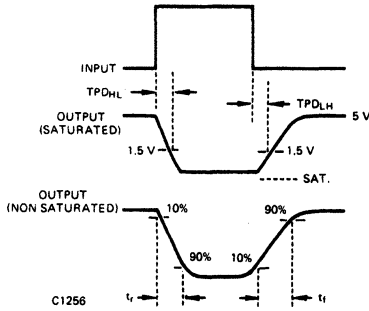 INPUT
TPDHL
TPDLH
OUTPUT
(SATURATED)
5 V
1.5 V
1.5 V
SAT.
OUTPUT
(NON SATURATED)
10%
90%
90%
10%
C1256
tr
tf